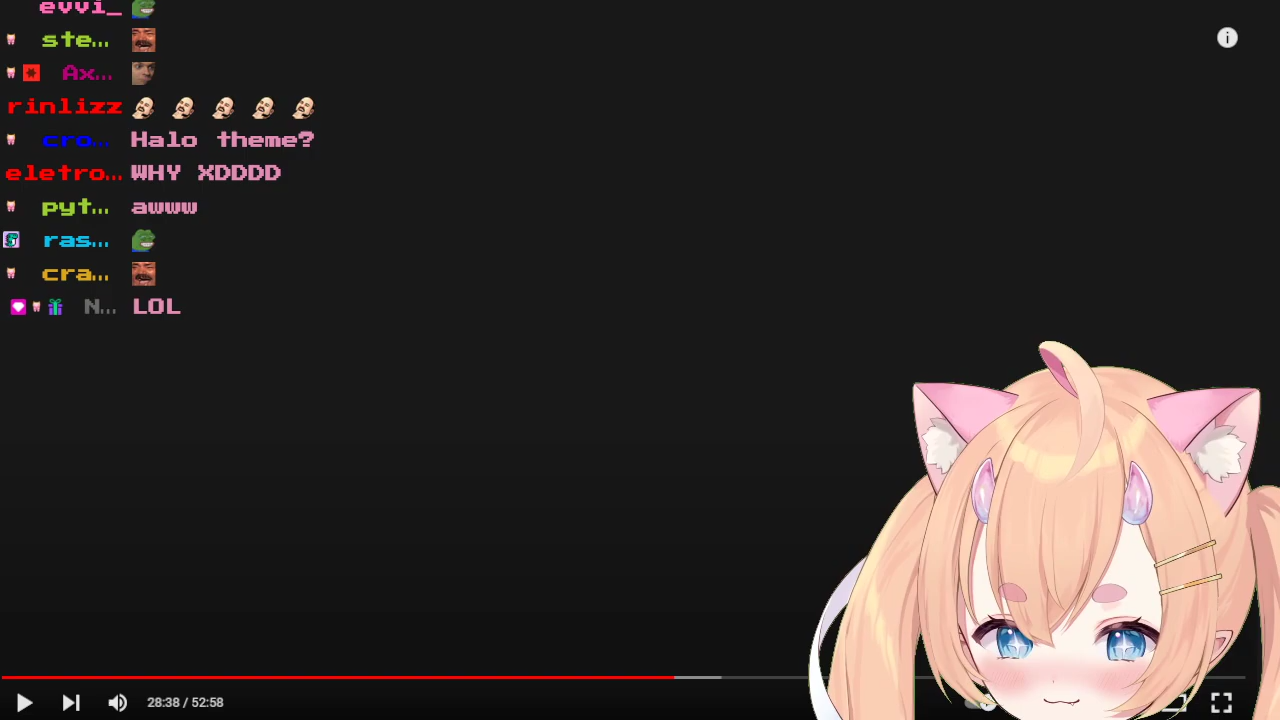 evvi_
ste...
Ax...
rinlizz
cro... Halo theme?
eletro... WHY XDDDD
pyt... awww
ras...
cra...
N... LOL
28:38 / 52:58